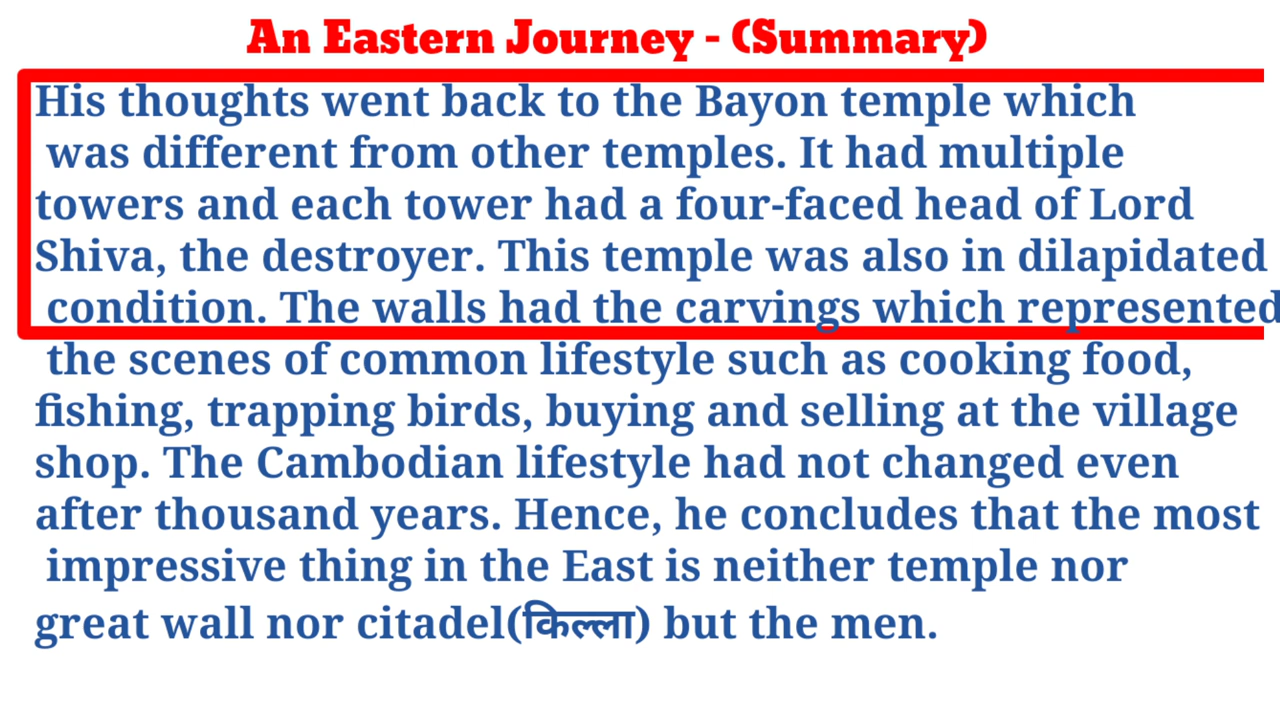 An Eastern Journey - (Summary)
His thoughts went back to the Bayon temple which
was different from other temples. It had multiple
towers and each tower had a four-faced head of Lord
Shiva, the destroyer. This temple was also in dilapidated
condition. The walls had the carvings which represented
the scenes of common lifestyle such as cooking food,
fishing, trapping birds, buying and selling at the village
shop. The Cambodian lifestyle had not changed even
after thousand years. Hence, he concludes that the most
impressive thing in the East is neither temple nor
great wall nor citadel(किल्ला) but the men.